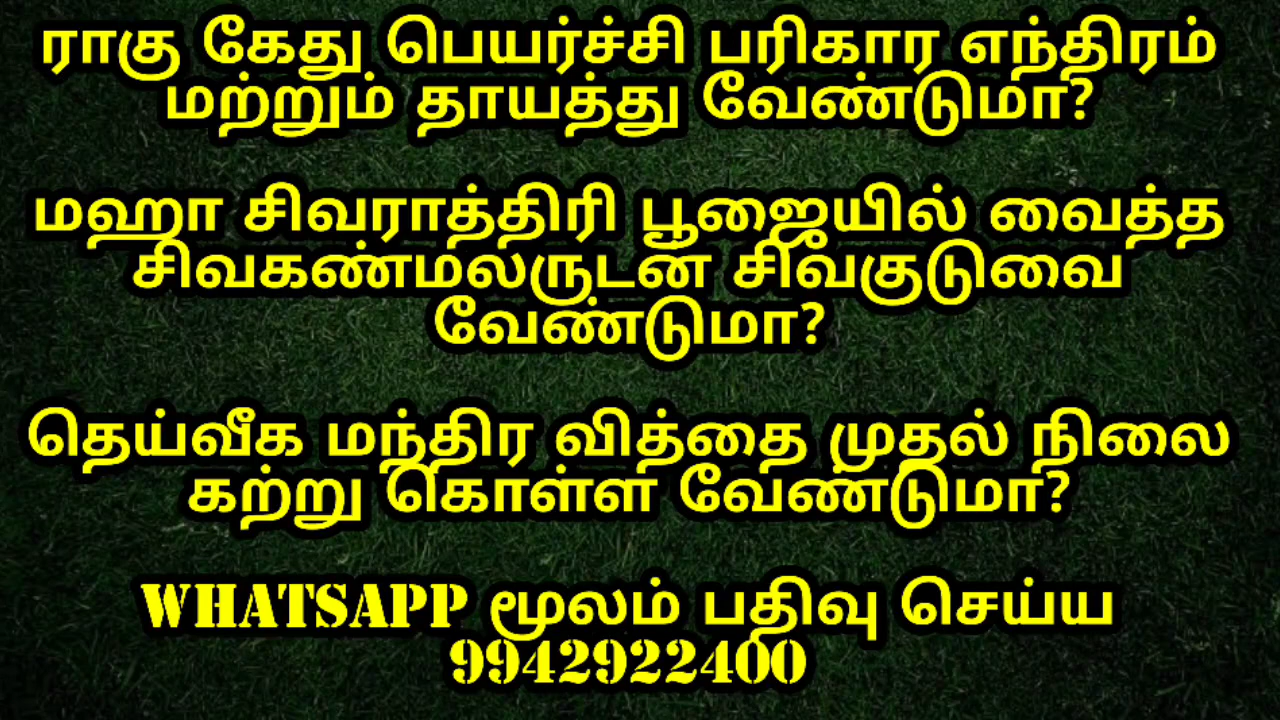 ராகு கேது பெயர்ச்சி பரிகார எந்திரம்
மற்றும் தாயத்து வேண்டுமா?
மஹா சிவராத்திரி பூஜையில் வைத்த
சிவகண்மலருடன் சிவகுடுவை
வேண்டுமா?
தெய்வீக மந்திர வித்தை முதல் நிலை
கற்று கொள்ள வேண்டுமா?
WHATSAPP மூலம் பதிவு செய்ய
9942922400